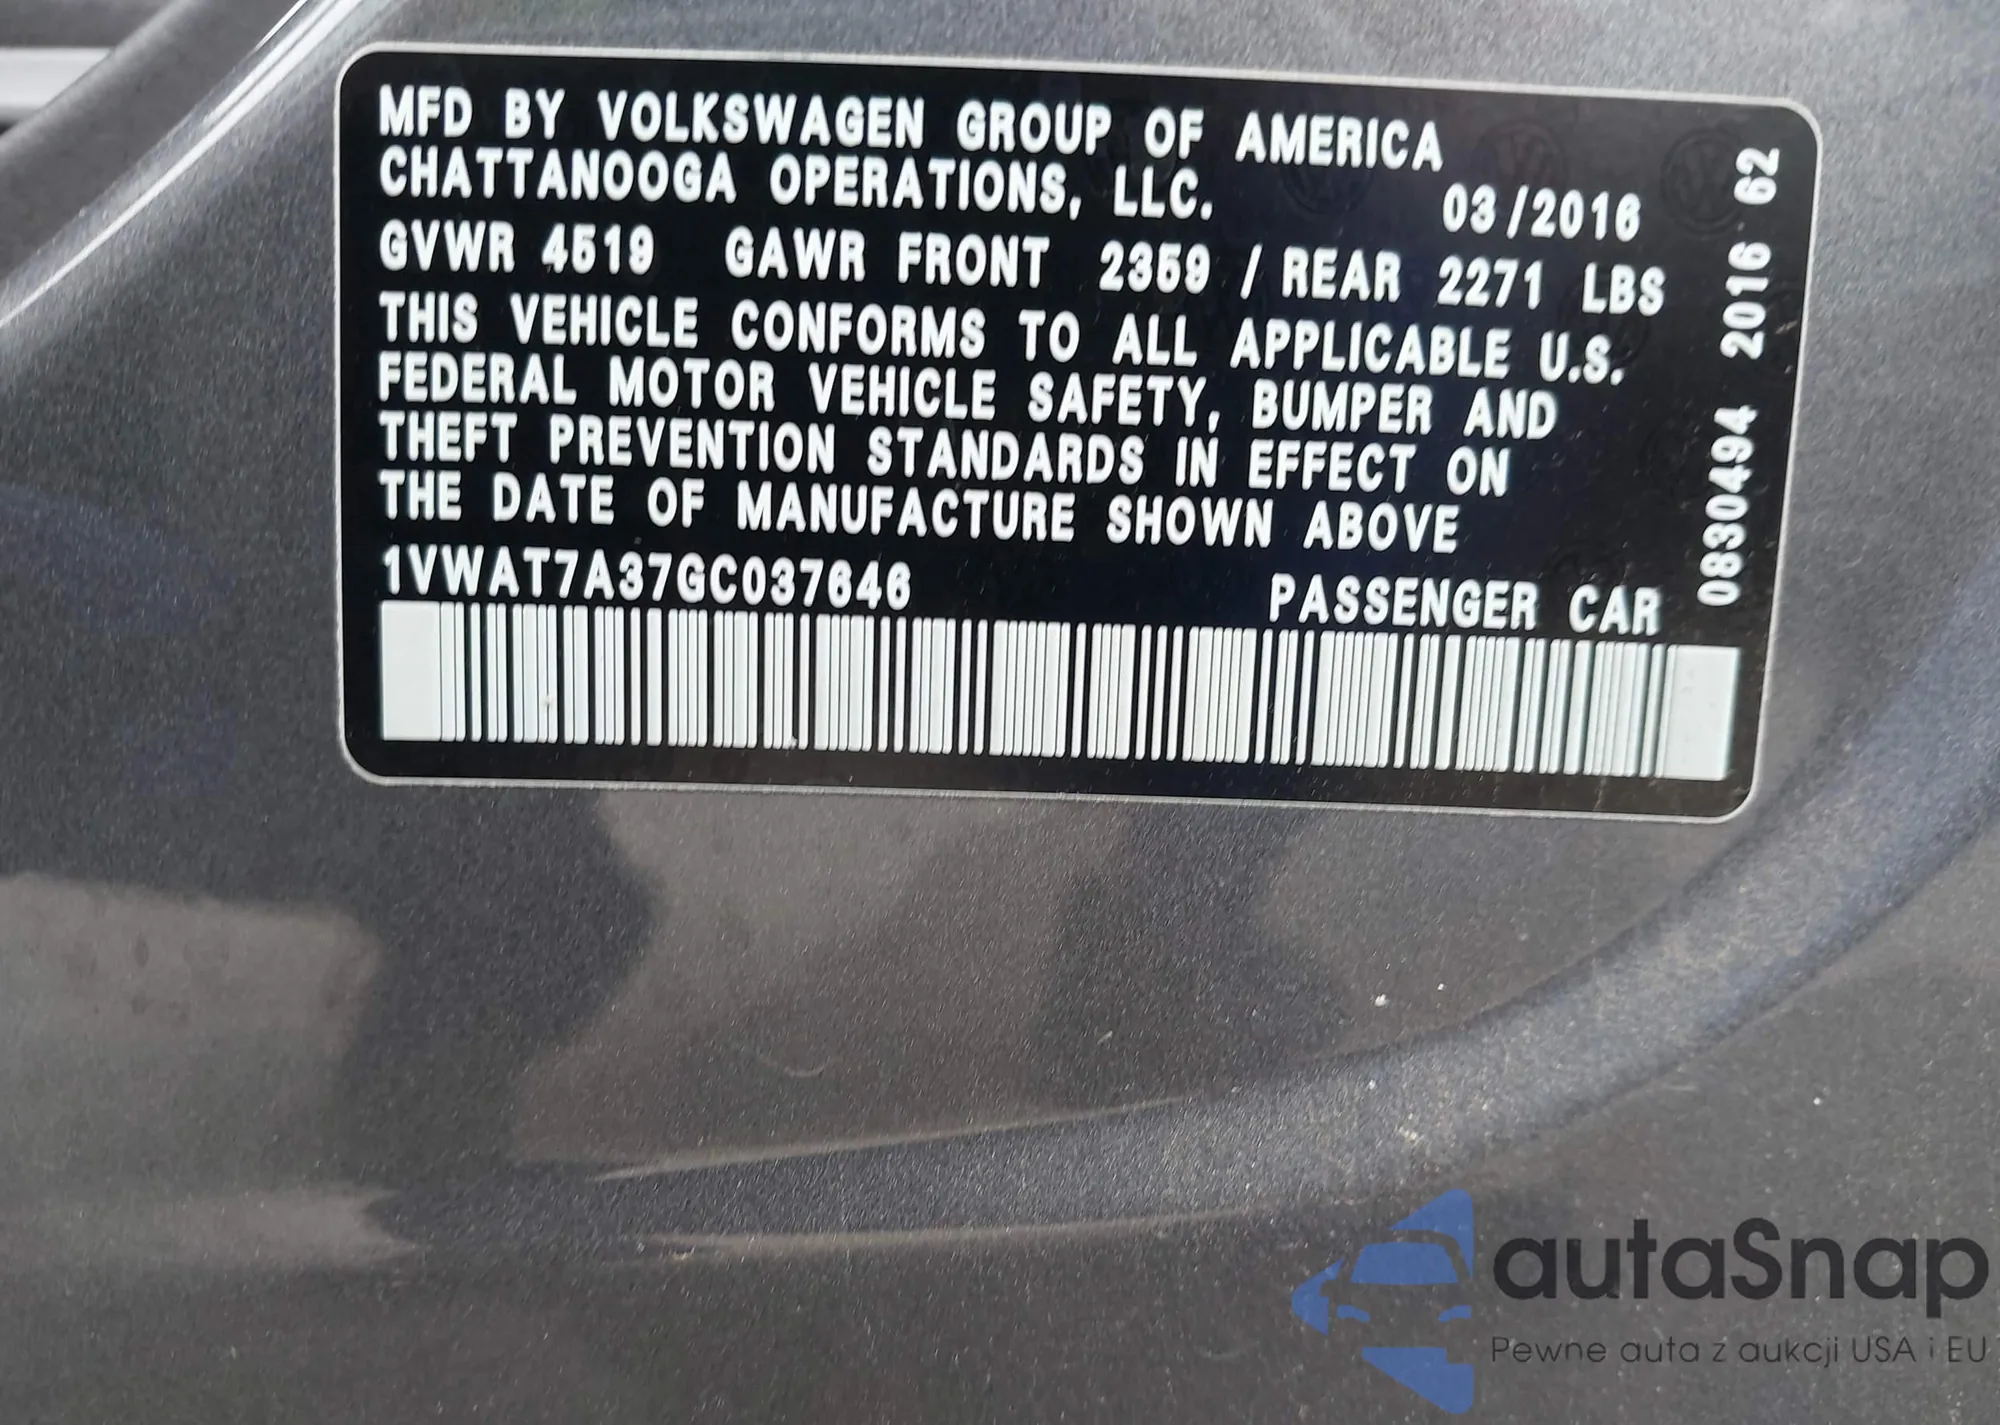 MFD BY VOLKSWAGEN GROUP OF AMERICA
CHATTANOOGA OPERATIONS, LLC.
03/2016
GVWR 4519 GAWR FRONT 2359 / REAR 2271 LBS
THIS VEHICLE CONFORMS TO ALL APPLICABLE U.S.
FEDERAL MOTOR VEHICLE SAFETY, BUMPER AND
THEFT PREVENTION STANDARDS IN EFFECT ON
THE DATE OF MANUFACTURE SHOWN ABOVE
1VWAT7A37GC037646 PASSENGER CAR
0830494 2016 62
autaSnap
Pewne auta z aukcji USA i EU